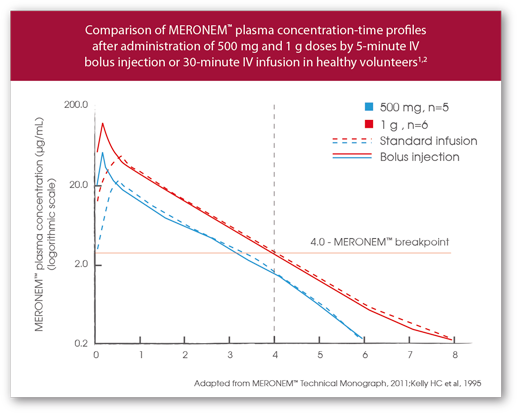 Comparison of MERONEM™ plasma concentration-time profiles
after administration of 500 mg and 1 g doses by 5-minute IV
bolus injection or 30-minute IV infusion in healthy volunteers1,2
200.0
20.0
2.0
0.2
MERONEM™ plasma concentration (µg/mL)
(logorithmic scale)
500 mg, n=5
1 g , n=6
Standard infusion
Bolus injection
4.0 - MERONEM™ breakpoint
0 1 2 3 4 5 6 7 8
Adapted from MERONEM™ Technical Monograph, 2011;Kelly HC et al, 1995